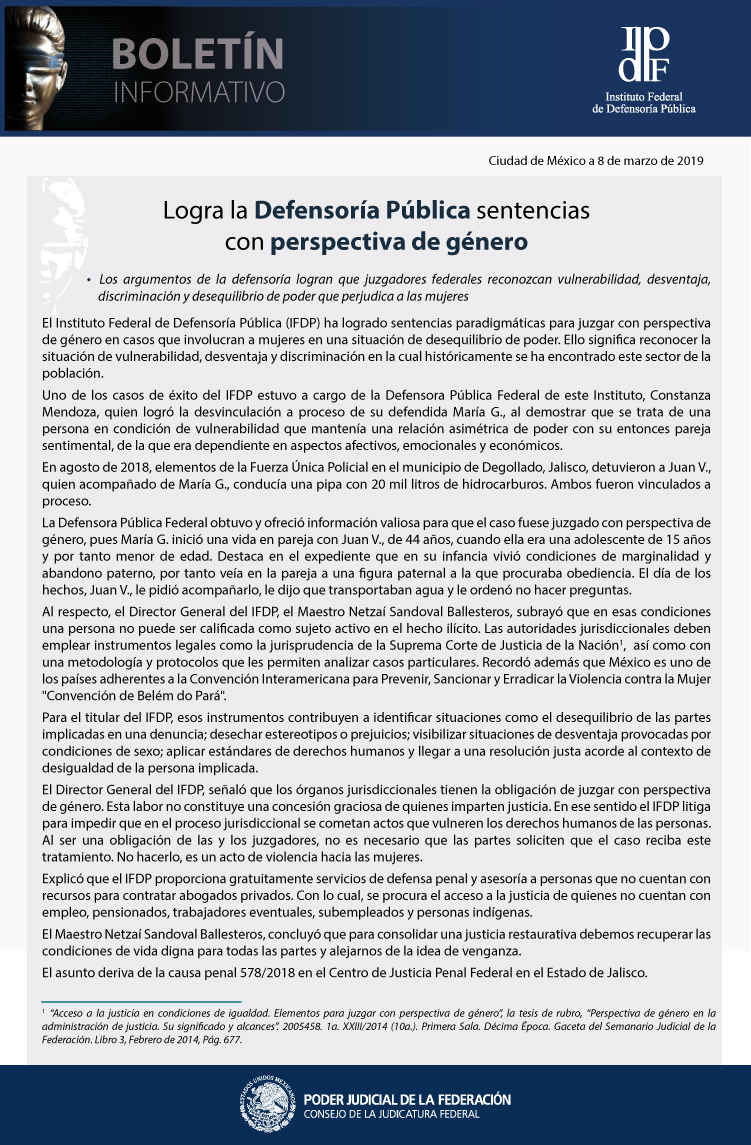 BOLETÍN
INFORMATIVO
IFDP
Instituto Federal
de Defensoría Pública
Ciudad de México a 8 de marzo de 2019
Logra la Defensoría Pública sentencias
con perspectiva de género
• Los argumentos de la defensoría logran que juzgadores federales reconozcan vulnerabilidad, desventaja,
discriminación y desequilibrio de poder que perjudica a las mujeres
El Instituto Federal de Defensoría Pública (IFDP) ha logrado sentencias paradigmáticas para juzgar con perspectiva
de género en casos que involucran a mujeres en una situación de desequilibrio de poder. Ello significa reconocer la
situación de vulnerabilidad, desventaja y discriminación en la cual históricamente se ha encontrado este sector de la
población.
Uno de los casos de éxito del IFDP estuvo a cargo de la Defensora Pública Federal de este Instituto, Constanza
Mendoza, quien logró la desvinculación a proceso de su defendida María G., al demostrar que se trata de una
persona en condición de vulnerabilidad que mantenía una relación asimétrica de poder con su entonces pareja
sentimental, de la que era dependiente en aspectos afectivos, emocionales y económicos.
En agosto de 2018, elementos de la Fuerza Única Policial en el municipio de Degollado, Jalisco, detuvieron a Juan V.,
quien acompañado de María G., conducía una pipa con 20 mil litros de hidrocarburos. Ambos fueron vinculados a
proceso.
La Defensora Pública Federal obtuvo y ofreció información valiosa para que el caso fuese juzgado con perspectiva de
género, pues María G. inició una vida en pareja con Juan V., de 44 años, cuando ella era una adolescente de 15 años
y por tanto menor de edad. Destaca en el expediente que en su infancia vivió condiciones de marginalidad y
abandono paterno, por tanto veía en la pareja a una figura paternal a la que procuraba obediencia. El día de los
hechos, Juan V., le pidió acompañarlo, le dijo que transportaban agua y le ordenó no hacer preguntas.
Al respecto, el Director General del IFDP, el Maestro Netzaí Sandoval Ballesteros, subrayó que en esas condiciones
una persona no puede ser calificada como sujeto activo en el hecho ilícito. Las autoridades jurisdiccionales deben
emplear instrumentos legales como la jurisprudencia de la Suprema Corte de Justicia de la Nación¹, así como con
una metodología y protocolos que les permiten analizar casos particulares. Recordó además que México es uno de
los países adherentes a la Convención Interamericana para Prevenir, Sancionar y Erradicar la Violencia contra la Mujer
"Convención de Belém do Pará".
Para el titular del IFDP, esos instrumentos contribuyen a identificar situaciones como el desequilibrio de las partes
implicadas en una denuncia; desechar estereotipos o prejuicios; visibilizar situaciones de desventaja provocadas por
condiciones de sexo; aplicar estándares de derechos humanos y llegar a una resolución justa acorde al contexto de
desigualdad de la persona implicada.
El Director General del IFDP, señaló que los órganos jurisdiccionales tienen la obligación de juzgar con perspectiva
de género. Esta labor no constituye una concesión graciosa de quienes imparten justicia. En ese sentido el IFDP litiga
para impedir que en el proceso jurisdiccional se cometan actos que vulneren los derechos humanos de las personas.
Al ser una obligación de las y los juzgadores, no es necesario que las partes soliciten que el caso reciba este
tratamiento. No hacerlo, es un acto de violencia hacia las mujeres.
Explicó que el IFDP proporciona gratuitamente servicios de defensa penal y asesoría a personas que no cuentan con
recursos para contratar abogados privados. Con lo cual, se procura el acceso a la justicia de quienes no cuentan con
empleo, pensionados, trabajadores eventuales, subempleados y personas indígenas.
El Maestro Netzaí Sandoval Ballesteros, concluyó que para consolidar una justicia restaurativa debemos recuperar las
condiciones de vida digna para todas las partes y alejarnos de la idea de venganza.
El asunto deriva de la causa penal 578/2018 en el Centro de Justicia Penal Federal en el Estado de Jalisco.
¹ “Acceso a la justicia en condiciones de igualdad. Elementos para juzgar con perspectiva de género”, la tesis de rubro, “Perspectiva de género en la
administración de justicia. Su significado y alcances”. 2005458. 1a. XXIII/2014 (10a.). Primera Sala. Décima Época. Gaceta del Semanario Judicial de la
Federación. Libro 3, Febrero de 2014, Pág. 677.
ESTADOS UNIDOS MEXICANOS
PODER JUDICIAL DE LA FEDERACIÓN
CONSEJO DE LA JUDICATURA FEDERAL